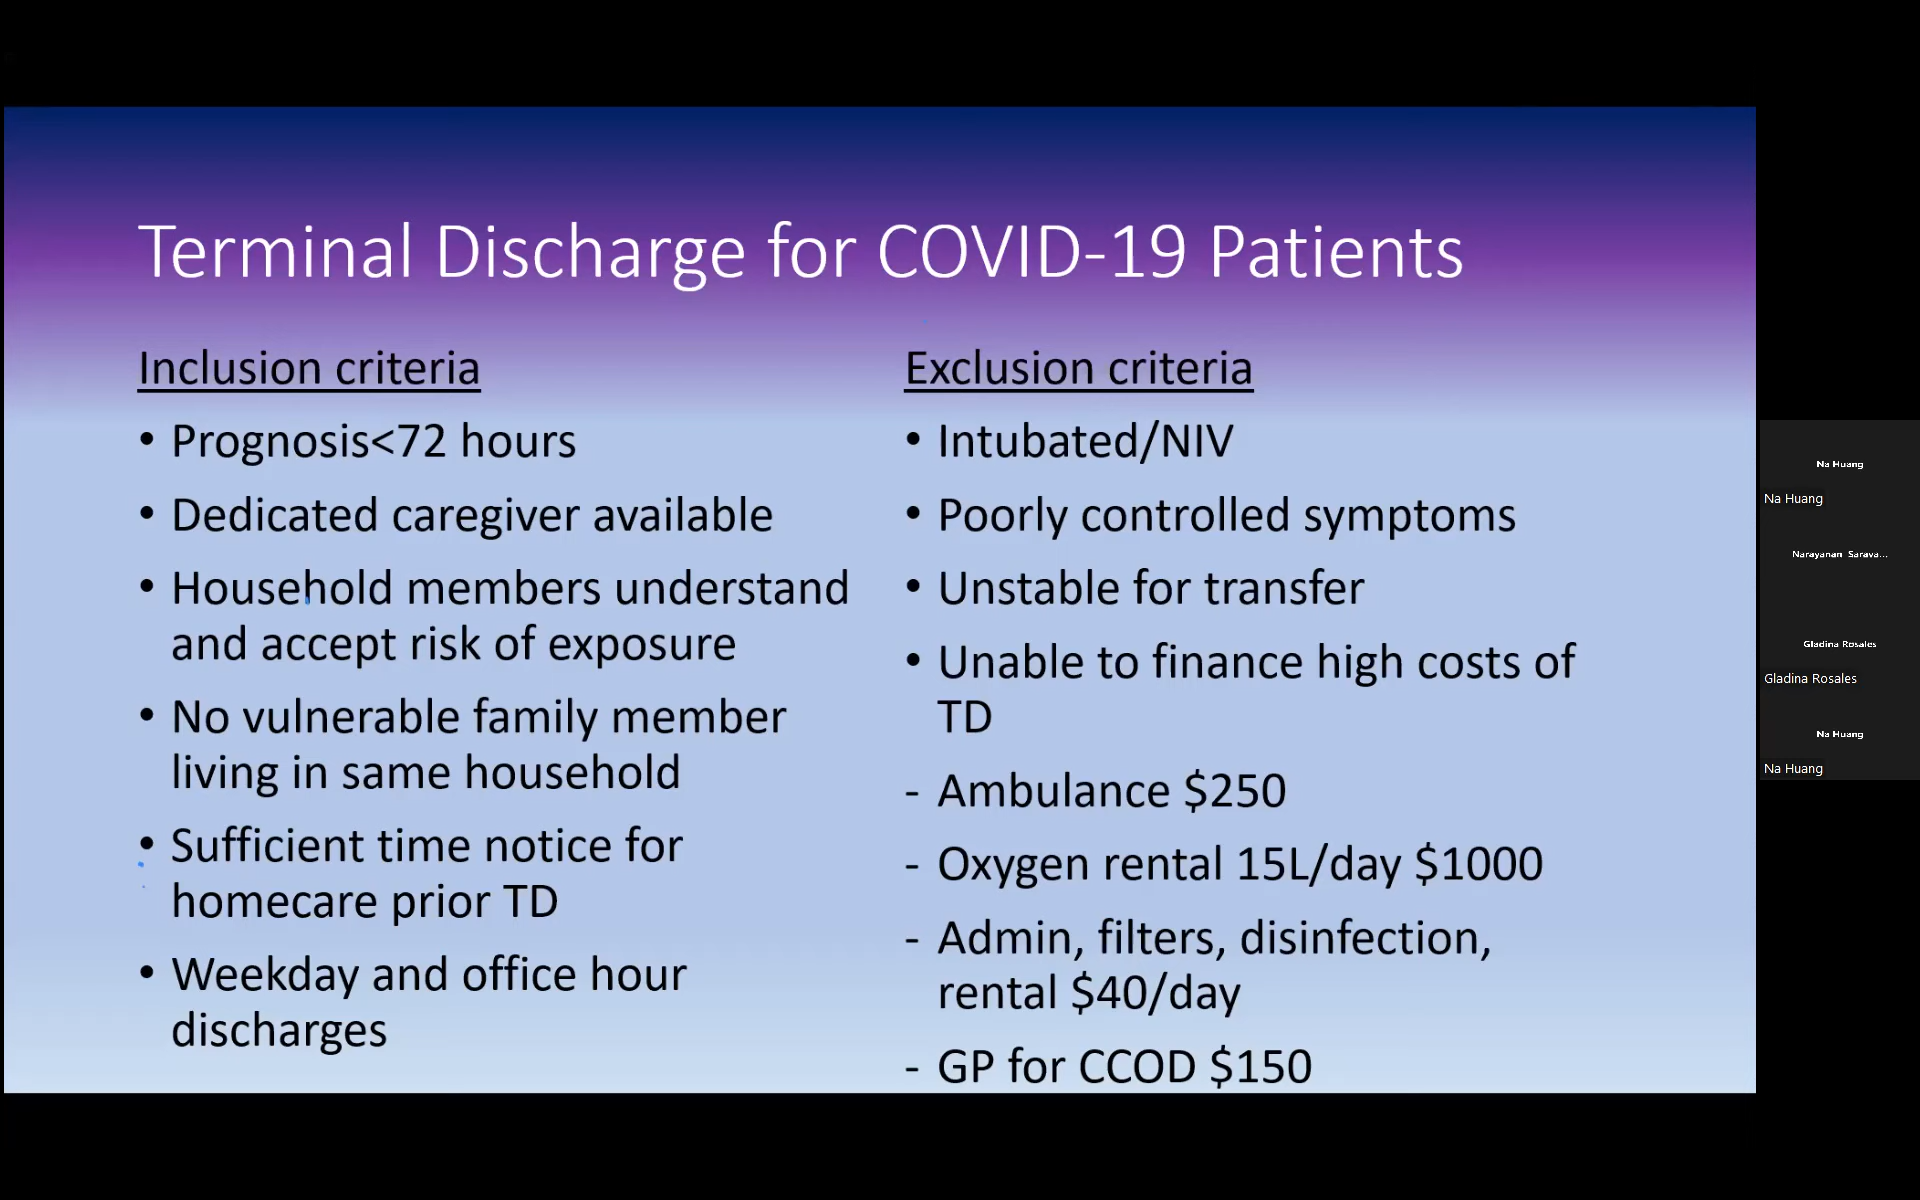 Terminal Discharge for COVID-19 Patients
Inclusion criteria
• Prognosis<72 hours
• Dedicated caregiver available
• Household members understand
and accept risk of exposure
• No vulnerable family member
living in same household
• Sufficient time notice for
homecare prior TD
• Weekday and office hour
discharges
Exclusion criteria
• Intubated/NIV
• Poorly controlled symptoms
• Unstable for transfer
• Unable to finance high costs of
TD
- Ambulance $250
- Oxygen rental 15L/day $1000
- Admin, filters, disinfection,
rental $40/day
- GP for CCOD $150
Na Huang
Na Huang
Narayanan Sarava...
Gladina Rosales
Gladina Rosales
Na Huang
Na Huang